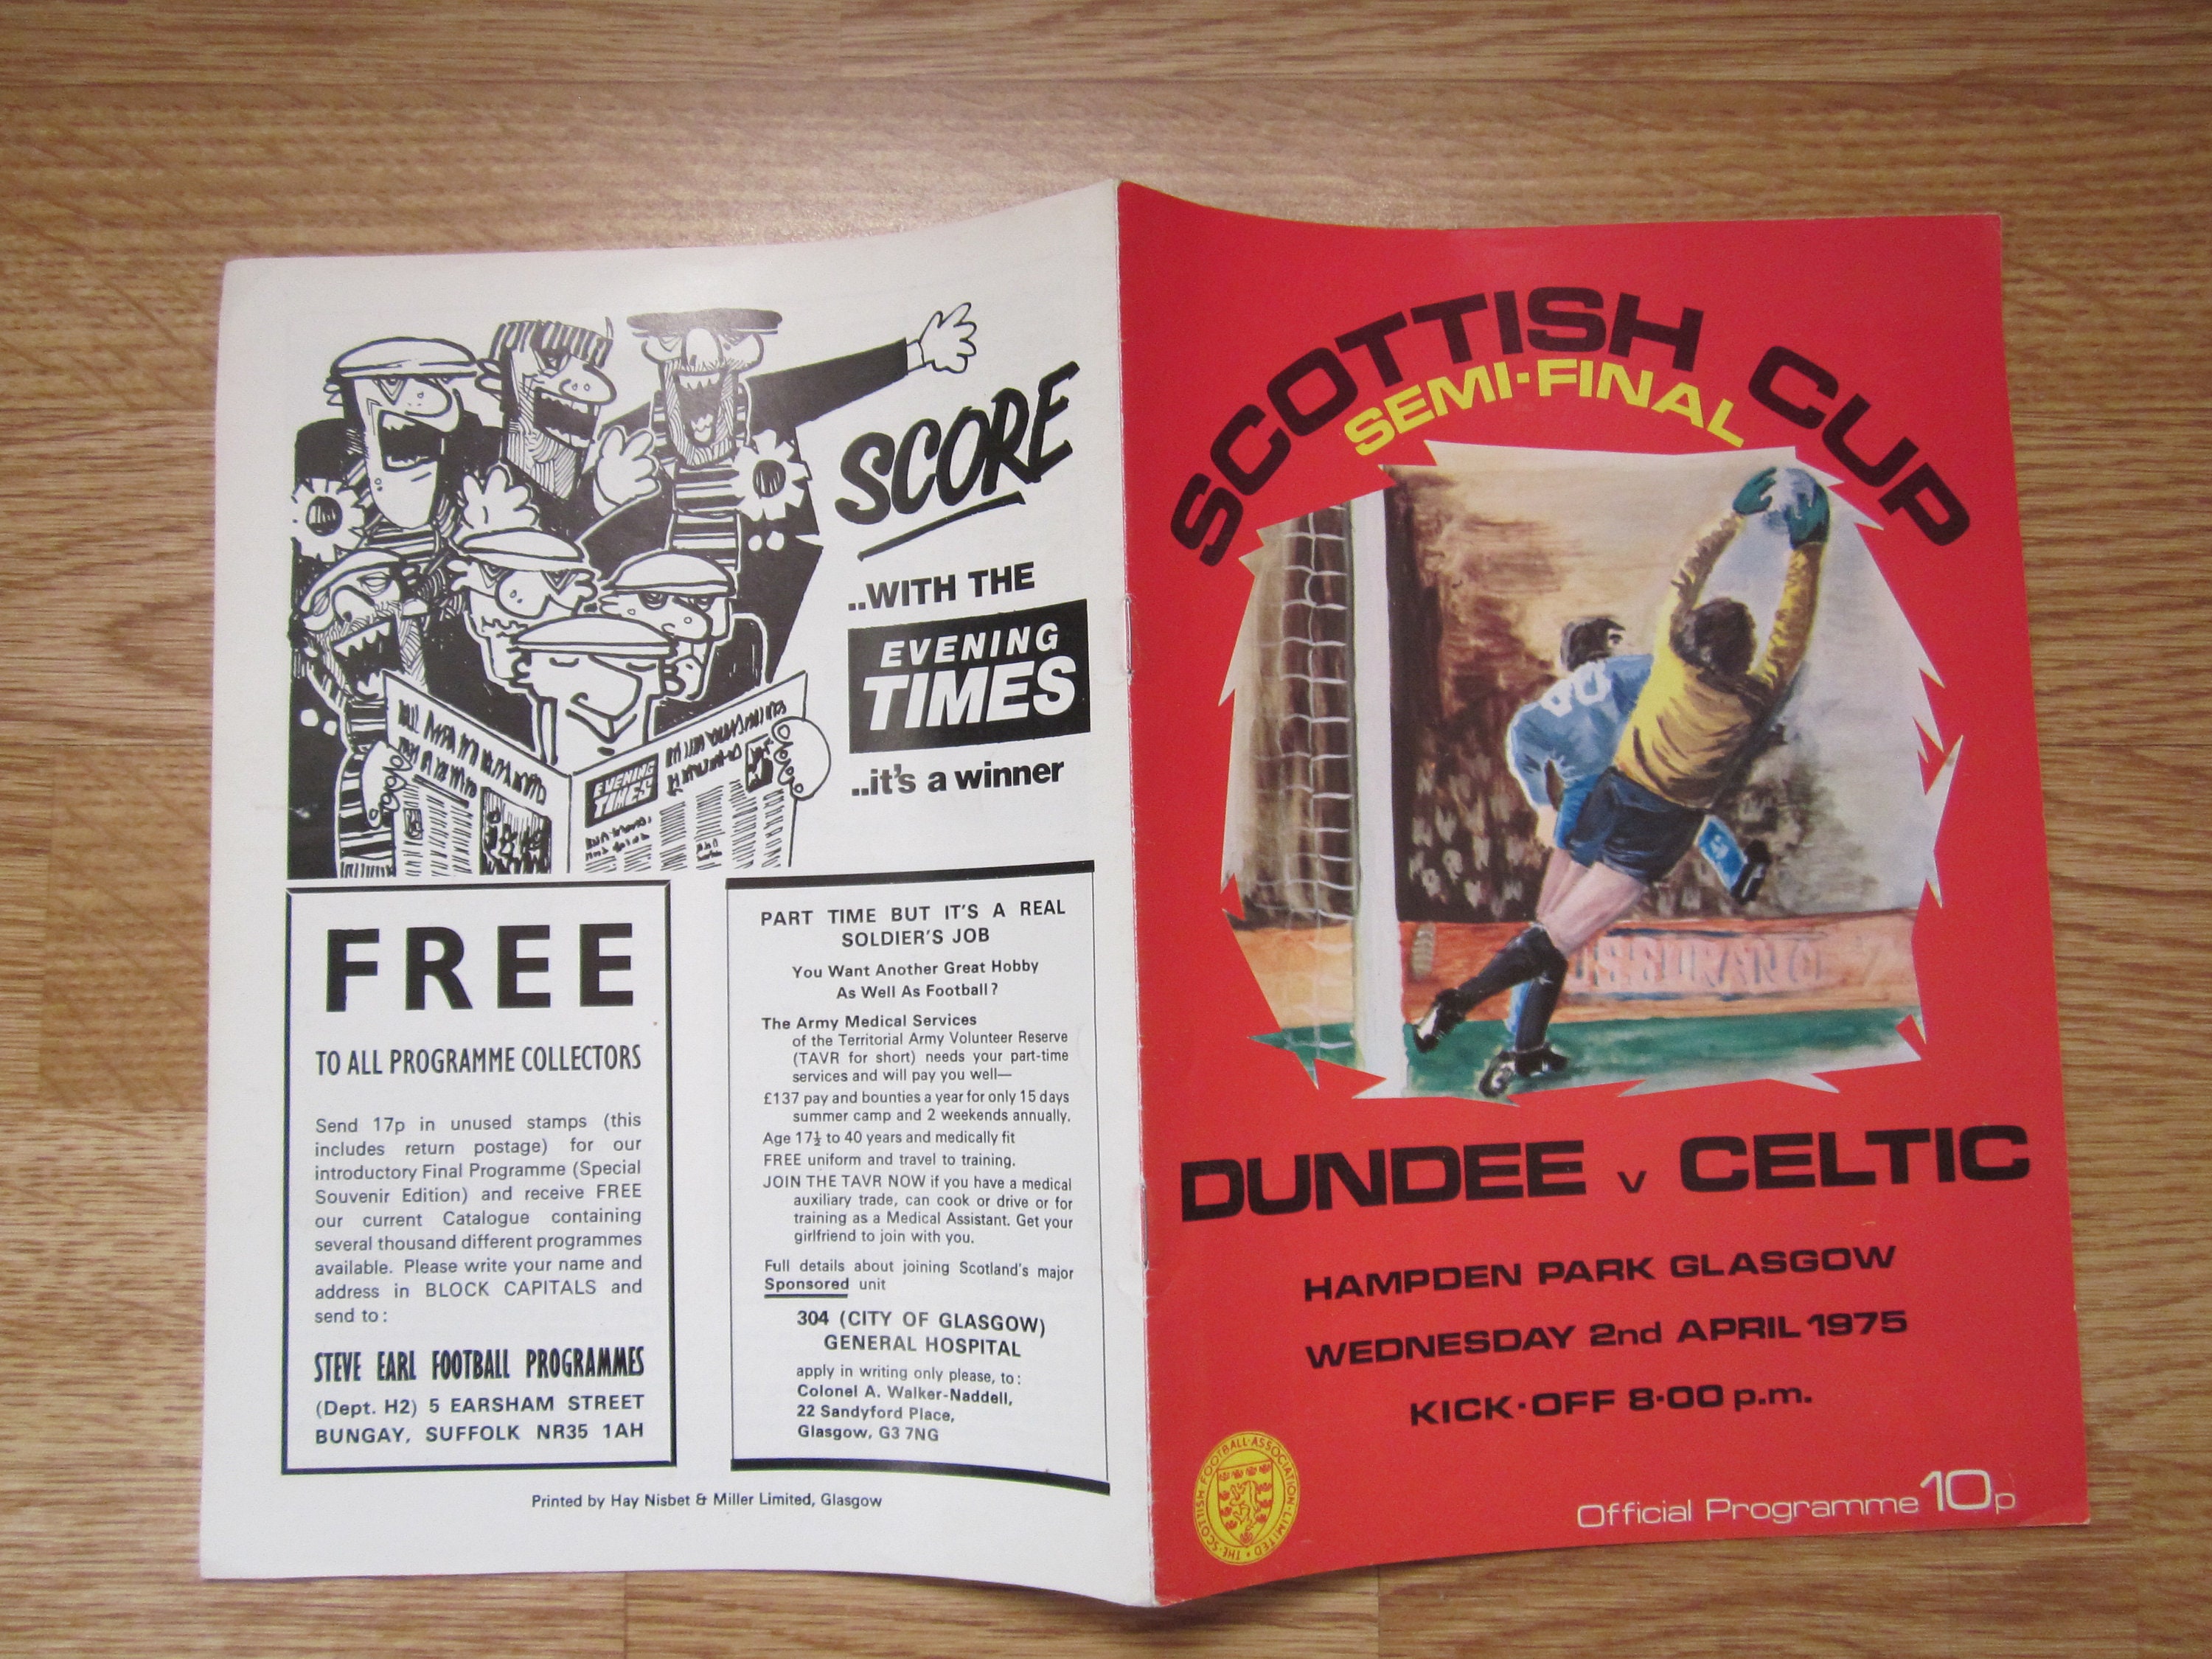 SCORE
..WITH THE
EVENING
TIMES
..it's a winner
EVENING
TIMES
FREE
TO ALL PROGRAMME COLLECTORS
Send 17p in unused stamps (this
includes return postage) for our
introductory Final Programme (Special
Souvenir Edition) and receive FREE
our current Catalogue containing
several thousand different programmes
available. Please write your name and
address in BLOCK CAPITALS and
send to:
STEVE EARL FOOTBALL PROGRAMMES
(Dept. H2) 5 EARSHAM STREET
BUNGAY, SUFFOLK NR35 1AH
PART TIME BUT IT'S A REAL
SOLDIER'S JOB
You Want Another Great Hobby
As Well As Football?
The Army Medical Services
of the Territorial Army Volunteer Reserve
(TAVR for short) needs your part-time
services and will pay you well—
£137 pay and bounties a year for only 15 days
summer camp and 2 weekends annually.
Age 17½ to 40 years and medically fit
FREE uniform and travel to training.
JOIN THE TAVR NOW if you have a medical
auxiliary trade, can cook or drive or for
training as a Medical Assistant. Get your
girlfriend to join with you.
Full details about joining Scotland's major
Sponsored unit
304 (CITY OF GLASGOW)
GENERAL HOSPITAL
apply in writing only please, to:
Colonel A. Walker-Naddell,
22 Sandyford Place,
Glasgow, G3 7NG
Printed by Hay Nisbet & Miller Limited, Glasgow
SCOTTISH CUP
SEMI-FINAL
DUNDEE v CELTIC
HAMPDEN PARK GLASGOW
WEDNESDAY 2nd APRIL 1975
KICK-OFF 8·00 p.m.
THE·SCOTTISH·FOOTBALL·ASSOCIATION·LIMITED
Official Programme 10p